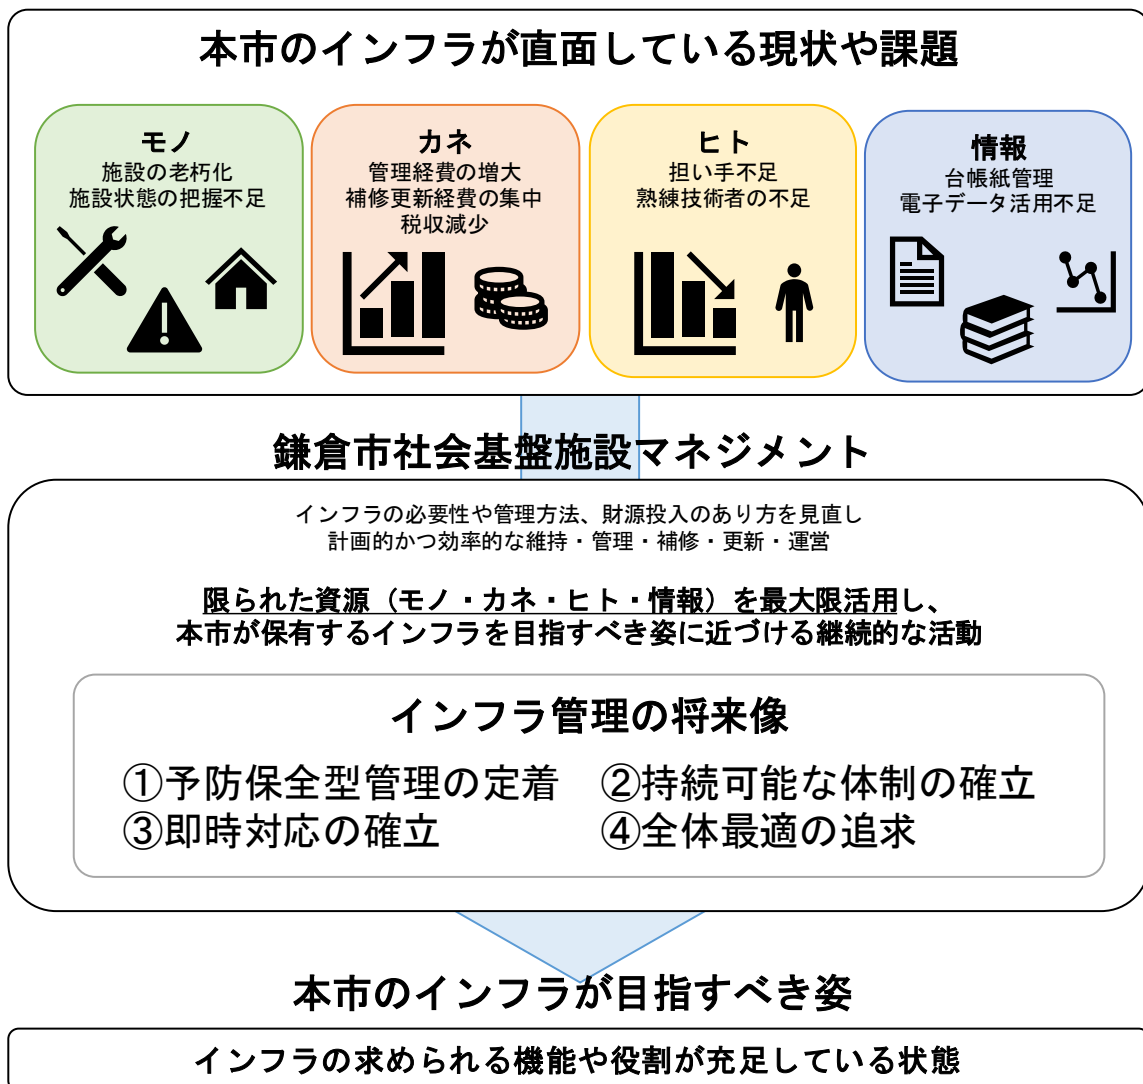 本市のインフラが直面している現状や課題
モノ
施設の老朽化
施設状態の把握不足
カネ
管理経費の増大
補修更新経費の集中
税収減少
ヒト
担い手不足
熟練技術者の不足
情報
台帳紙管理
電子データ活用不足
鎌倉市社会基盤施設マネジメント
インフラの必要性や管理方法、財源投入のあり方を見直し
計画的かつ効率的な維持・管理・補修・更新・運営
限られた資源（モノ・カネ・ヒト・情報）を最大限活用し、
本市が保有するインフラを目指すべき姿に近づける継続的な活動
インフラ管理の将来像
①予防保全型管理の定着 ②持続可能な体制の確立
③即時対応の確立 ④全体最適の追求
本市のインフラが目指すべき姿
インフラの求められる機能や役割が充足している状態